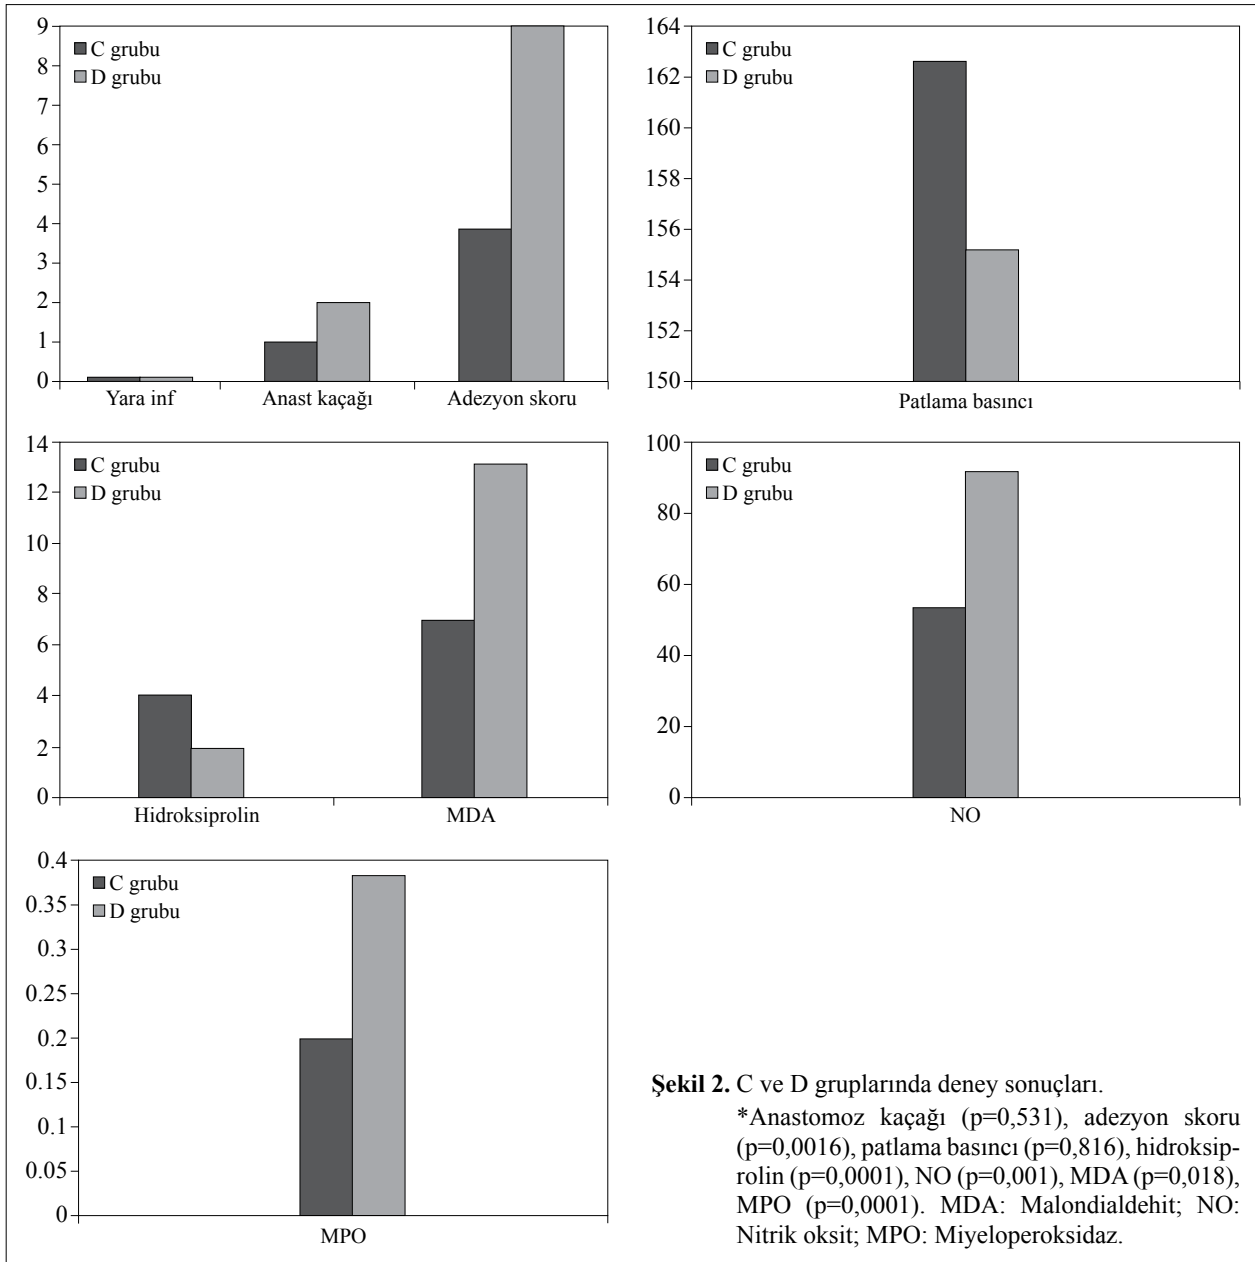 9
8
7
6
5
4
3
2
1
0
C grubu
D grubu
Yara inf
Anast kaçağı
Adezyon skoru
164
162
160
158
156
154
152
150
C grubu
D grubu
Patlama basıncı
14
12
10
8
6
4
2
0
C grubu
D grubu
Hidroksiprolin
MDA
100
80
60
40
20
0
C grubu
D grubu
NO
0.4
0.35
0.3
0.25
0.2
0.15
0.1
0.05
0
C grubu
D grubu
MPO
Şekil 2. C ve D gruplarında deney sonuçları.
*Anastomoz kaçağı (p=0,531), adezyon skoru
(p=0,0016), patlama basıncı (p=0,816), hidroksip-
rolin (p=0,0001), NO (p=0,001), MDA (p=0,018),
MPO (p=0,0001). MDA: Malondialdehit; NO:
Nitrik oksit; MPO: Miyeloperoksidaz.